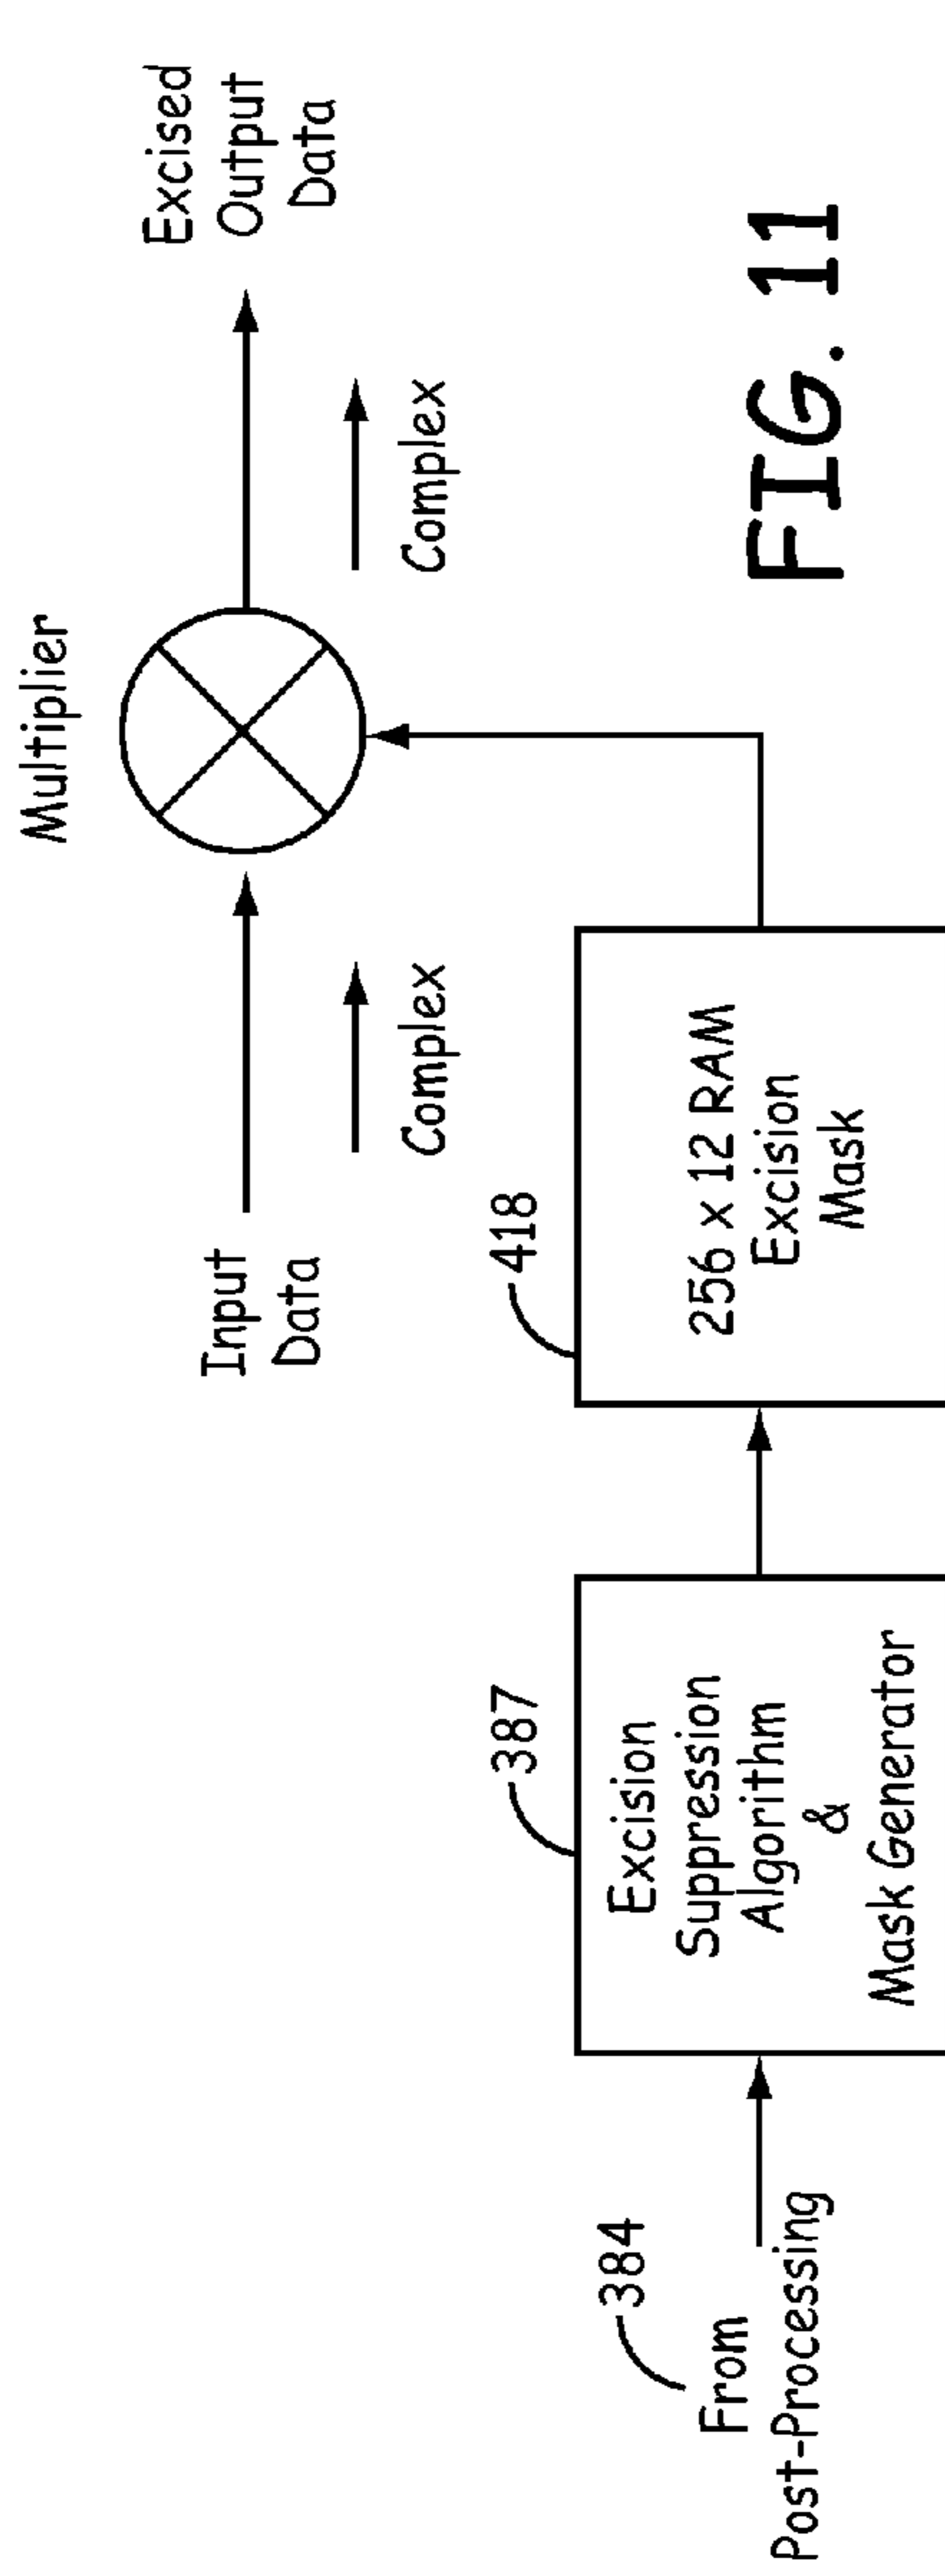 Multiplier
Input
Data
Complex
Complex
Excised
Output
Data
384
From
Post-Processing
387
Excision
Suppression
Algorithm
&
Mask Generator
418
256 x 12 RAM
Excision
Mask
FIG. 11